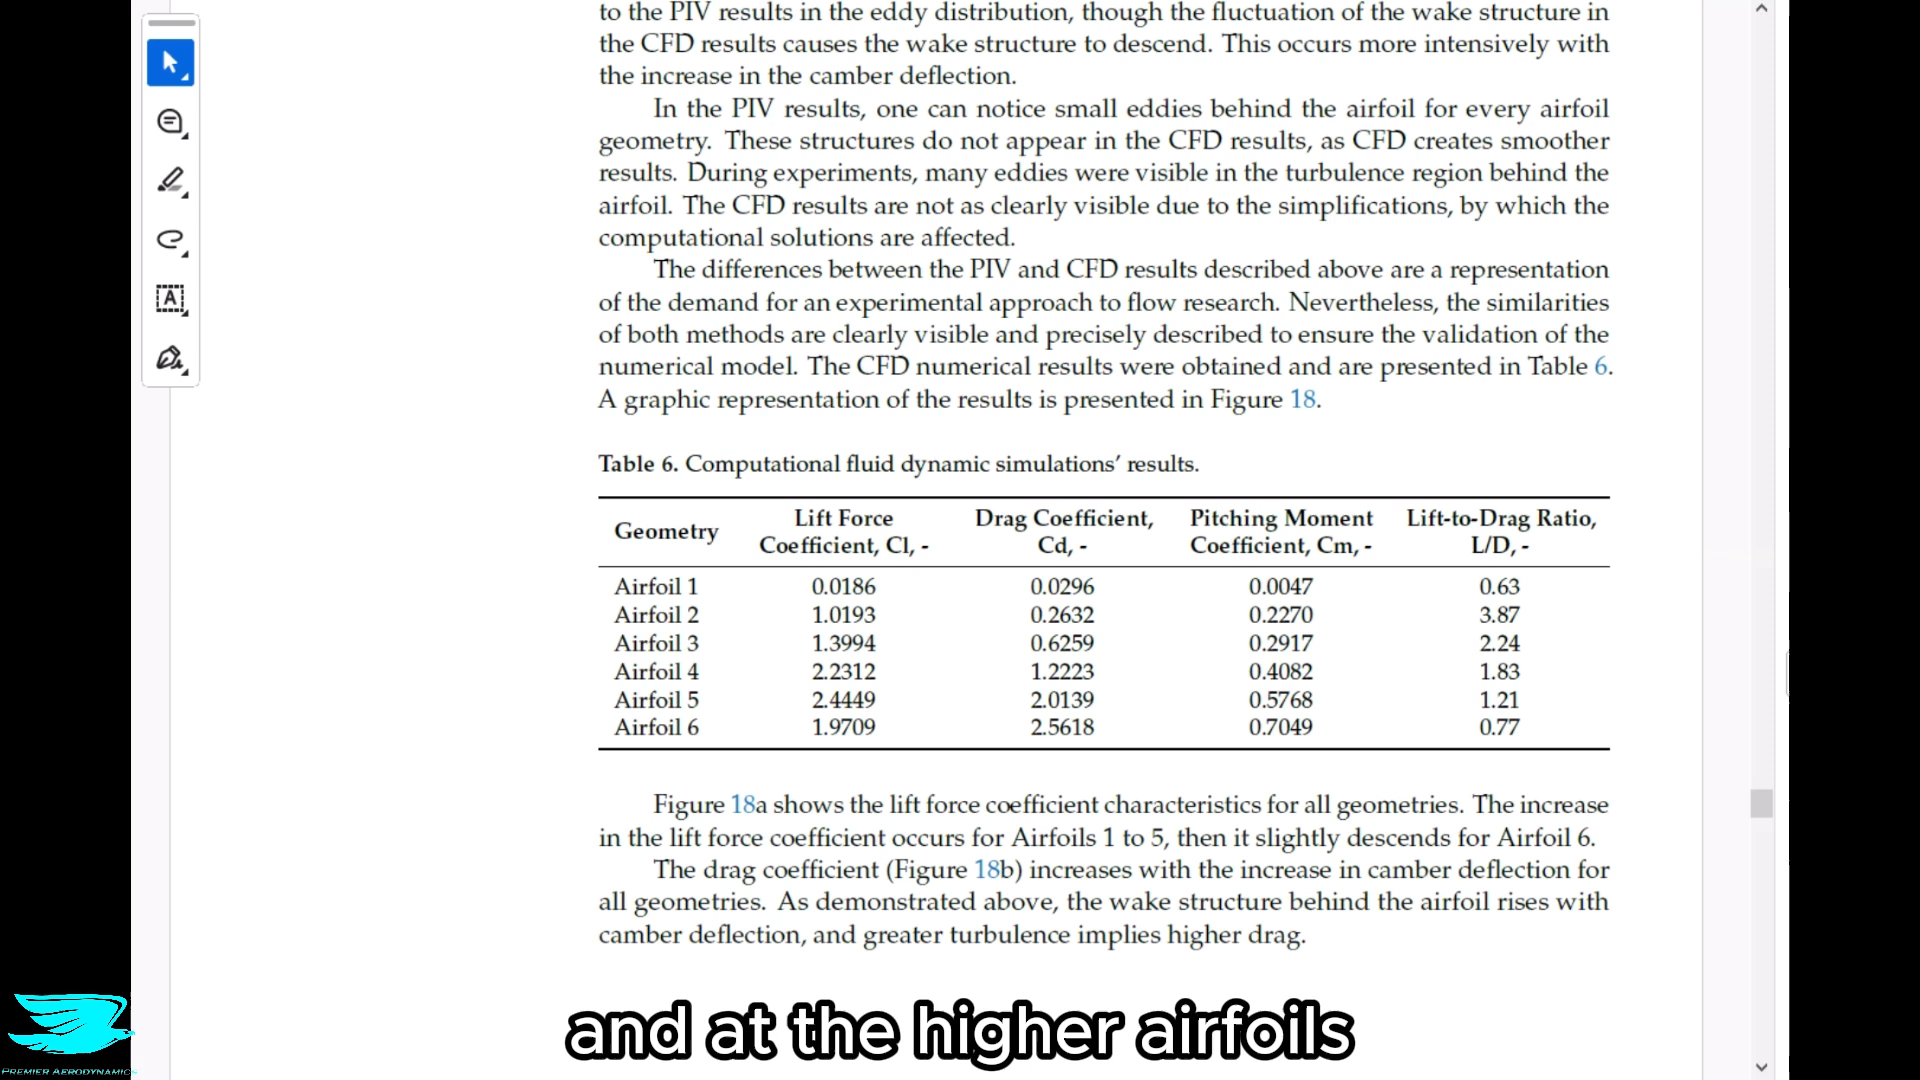 to the PIV results in the eddy distribution, though the fluctuation of the wake structure in
the CFD results causes the wake structure to descend. This occurs more intensively with
the increase in the camber deflection.
In the PIV results, one can notice small eddies behind the airfoil for every airfoil
geometry. These structures do not appear in the CFD results, as CFD creates smoother
results. During experiments, many eddies were visible in the turbulence region behind the
airfoil. The CFD results are not as clearly visible due to the simplifications, by which the
computational solutions are affected.
The differences between the PIV and CFD results described above are a representation
of the demand for an experimental approach to flow research. Nevertheless, the similarities
of both methods are clearly visible and precisely described to ensure the validation of the
numerical model. The CFD numerical results were obtained and are presented in Table 6.
A graphic representation of the results is presented in Figure 18.
Table 6. Computational fluid dynamic simulations' results.
Geometry Lift Force Coefficient, Cl, - Drag Coefficient, Cd, - Pitching Moment Coefficient, Cm, - Lift-to-Drag Ratio, L/D, -
Airfoil 1 0.0186 0.0296 0.0047 0.63
Airfoil 2 1.0193 0.2632 0.2270 3.87
Airfoil 3 1.3994 0.6259 0.2917 2.24
Airfoil 4 2.2312 1.2223 0.4082 1.83
Airfoil 5 2.4449 2.0139 0.5768 1.21
Airfoil 6 1.9709 2.5618 0.7049 0.77
Figure 18a shows the lift force coefficient characteristics for all geometries. The increase
in the lift force coefficient occurs for Airfoils 1 to 5, then it slightly descends for Airfoil 6.
The drag coefficient (Figure 18b) increases with the increase in camber deflection for
all geometries. As demonstrated above, the wake structure behind the airfoil rises with
camber deflection, and greater turbulence implies higher drag.
and at the higher airfoils
PREMIER AERODYNAMICS